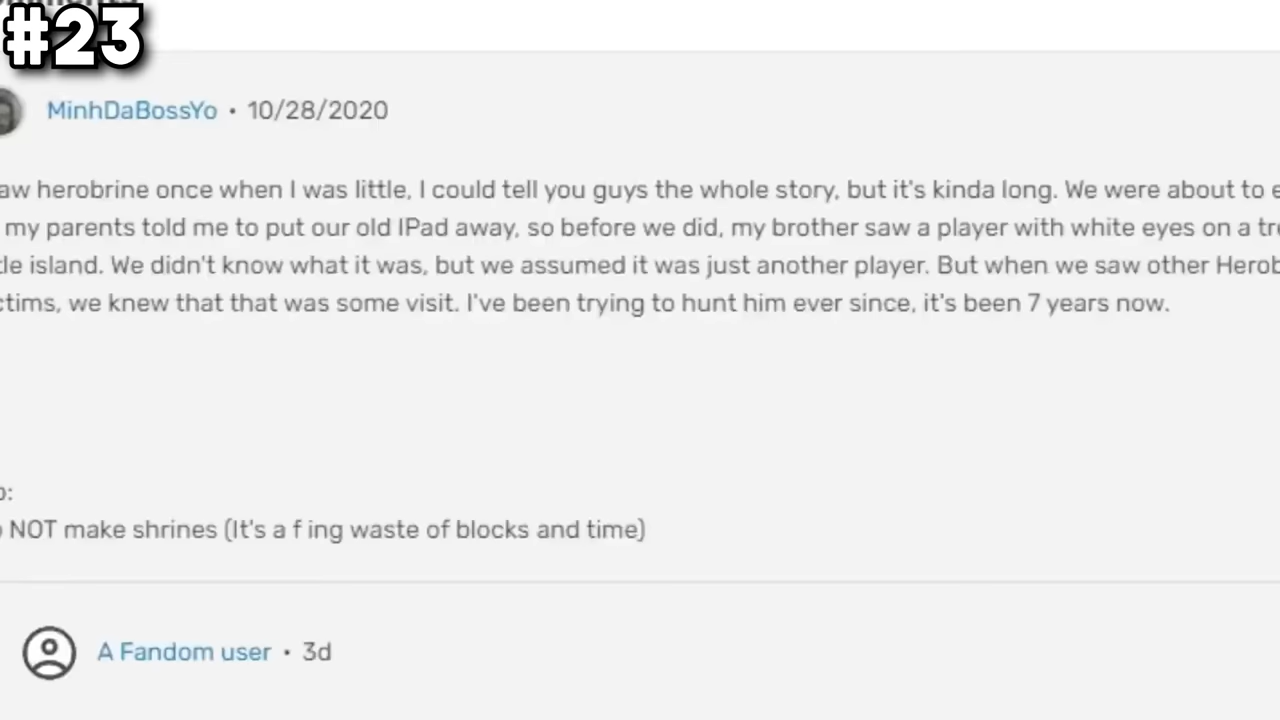 #23
MinhDaBossYo • 10/28/2020
aw herobrine once when I was little, I could tell you guys the whole story, but it's kinda long. We were about to e
my parents told me to put our old IPad away, so before we did, my brother saw a player with white eyes on a tre
tle island. We didn't know what it was, but we assumed it was just another player. But when we saw other Herob
ctims, we knew that that was some visit. I've been trying to hunt him ever since, it's been 7 years now.
o:
o NOT make shrines (It's a f ing waste of blocks and time)
A Fandom user • 3d